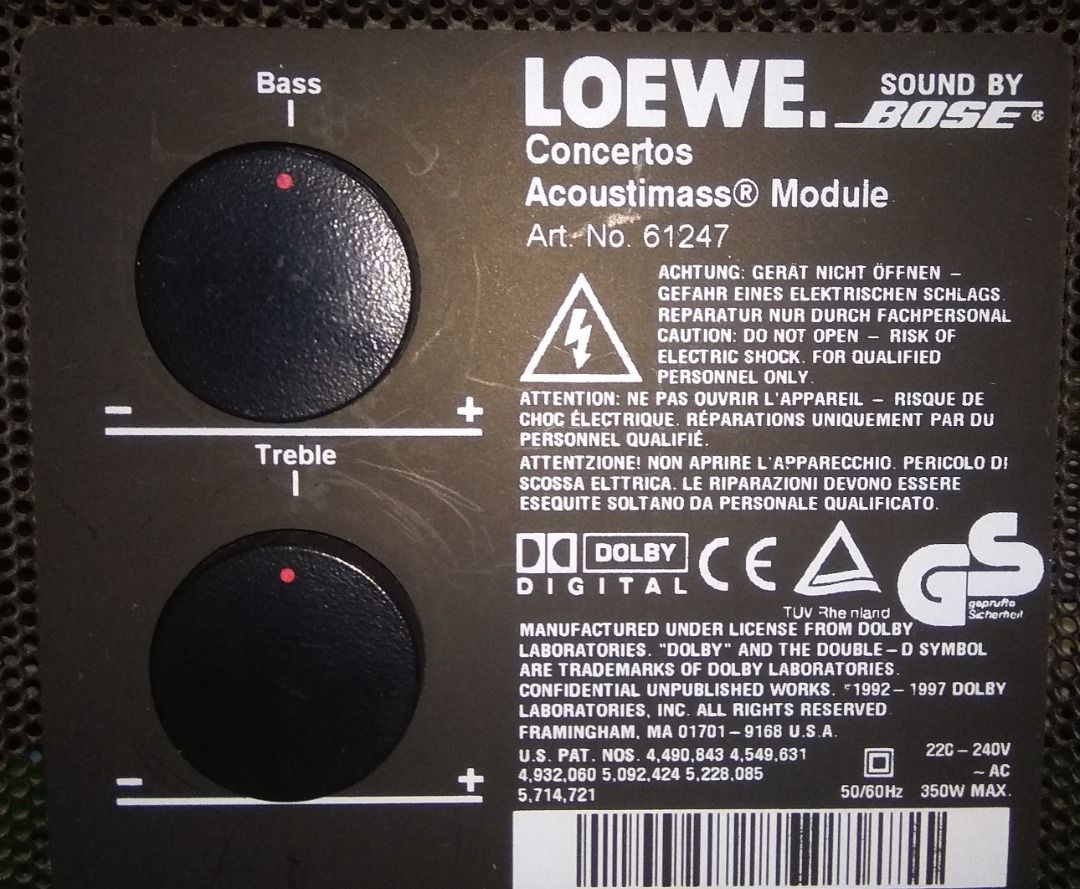 Bass
- +
Treble
- +
LOEWE. SOUND BY
BOSE®
Concertos
Acoustimass® Module
Art. No. 61247
ACHTUNG: GERÄT NICHT ÖFFNEN –
GEFAHR EINES ELEKTRISCHEN SCHLAGS.
REPARATUR NUR DURCH FACHPERSONAL
CAUTION: DO NOT OPEN – RISK OF
ELECTRIC SHOCK. FOR QUALIFIED
PERSONNEL ONLY.
ATTENTION: NE PAS OUVRIR L'APPAREIL – RISQUE DE
CHOC ÉLECTRIQUE. RÉPARATIONS UNIQUEMENT PAR DU
PERSONNEL QUALIFIÉ.
ATTENTZIONE! NON APRIRE L'APPARECCHIO. PERICOLO DI
SCOSSA ELTTRICA. LE RIPARAZIONI DEVONO ESSERE
ESEQUITE SOLTANO DA PERSONALE QUALIFICATO.
DOLBY
DIGITAL
CE
GS
geprüfte
Sicherheit
TÜV Rheinland
MANUFACTURED UNDER LICENSE FROM DOLBY
LABORATORIES. "DOLBY" AND THE DOUBLE–D SYMBOL
ARE TRADEMARKS OF DOLBY LABORATORIES.
CONFIDENTIAL UNPUBLISHED WORKS. ©1992–1997 DOLBY
LABORATORIES, INC. ALL RIGHTS RESERVED
FRAMINGHAM, MA 01701–9168 U.S.A.
U.S. PAT. NOS. 4,490,843 4,549,631
4,932,060 5,092,424 5,228,085
5,714,721
220–240V
~ AC
50/60Hz 350W MAX.